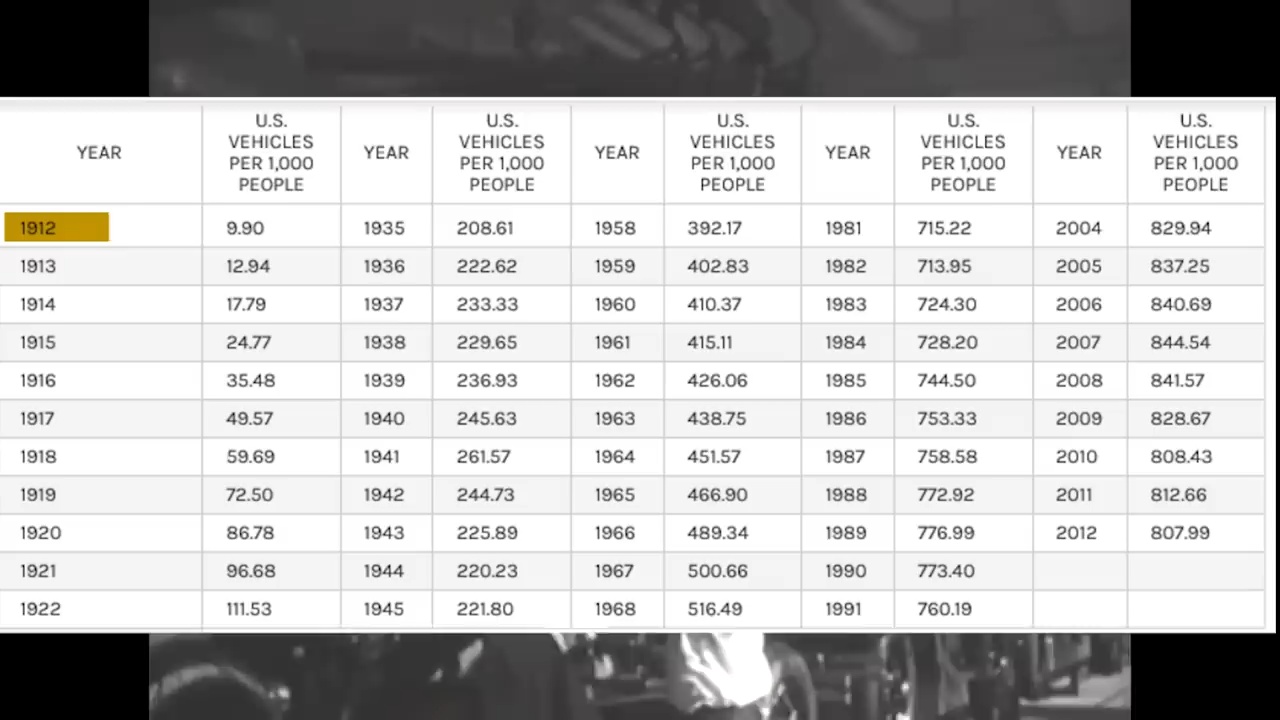 YEAR U.S. VEHICLES PER 1,000 PEOPLE YEAR U.S. VEHICLES PER 1,000 PEOPLE YEAR U.S. VEHICLES PER 1,000 PEOPLE YEAR U.S. VEHICLES PER 1,000 PEOPLE YEAR U.S. VEHICLES PER 1,000 PEOPLE
1912 9.90 1935 208.61 1958 392.17 1981 715.22 2004 829.94
1913 12.94 1936 222.62 1959 402.83 1982 713.95 2005 837.25
1914 17.79 1937 233.33 1960 410.37 1983 724.30 2006 840.69
1915 24.77 1938 229.65 1961 415.11 1984 728.20 2007 844.54
1916 35.48 1939 236.93 1962 426.06 1985 744.50 2008 841.57
1917 49.57 1940 245.63 1963 438.75 1986 753.33 2009 828.67
1918 59.69 1941 261.57 1964 451.57 1987 758.58 2010 808.43
1919 72.50 1942 244.73 1965 466.90 1988 772.92 2011 812.66
1920 86.78 1943 225.89 1966 489.34 1989 776.99 2012 807.99
1921 96.68 1944 220.23 1967 500.66 1990 773.40
1922 111.53 1945 221.80 1968 516.49 1991 760.19